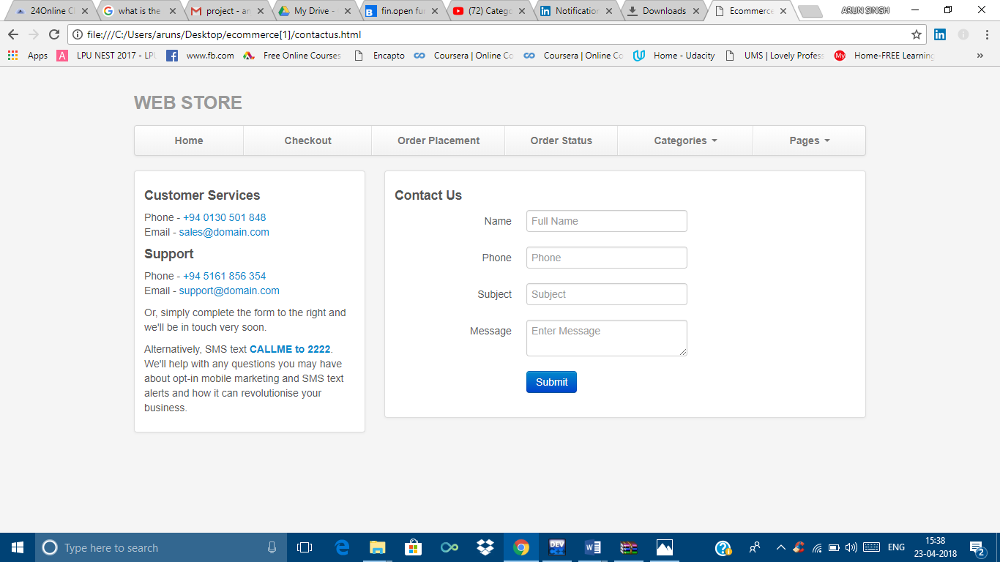 24Online Cl
what is the
project - an
My Drive -
fin.open fur
(72) Catego
Notification
Downloads
Ecommerce
ARUN SINGH
file:///C:/Users/aruns/Desktop/ecommerce[1]/contactus.html
Apps
LPU NEST 2017 - LPU
www.fb.com
Free Online Courses
Encapto
Coursera | Online Co
Coursera | Online Co
Home - Udacity
UMS | Lovely Profess
My
Home-FREE Learning
»
WEB STORE
Home
Checkout
Order Placement
Order Status
Categories
Pages
Customer Services
Phone - +94 0130 501 848
Email - sales@domain.com
Support
Phone - +94 5161 856 354
Email - support@domain.com
Or, simply complete the form to the right and
we'll be in touch very soon.
Alternatively, SMS text CALLME to 2222.
We'll help with any questions you may have
about opt-in mobile marketing and SMS text
alerts and how it can revolutionise your
business.
Contact Us
Name
Full Name
Phone
Phone
Subject
Subject
Message
Enter Message
Submit
Type here to search
DEV
ENG
15:38
23-04-2018
2